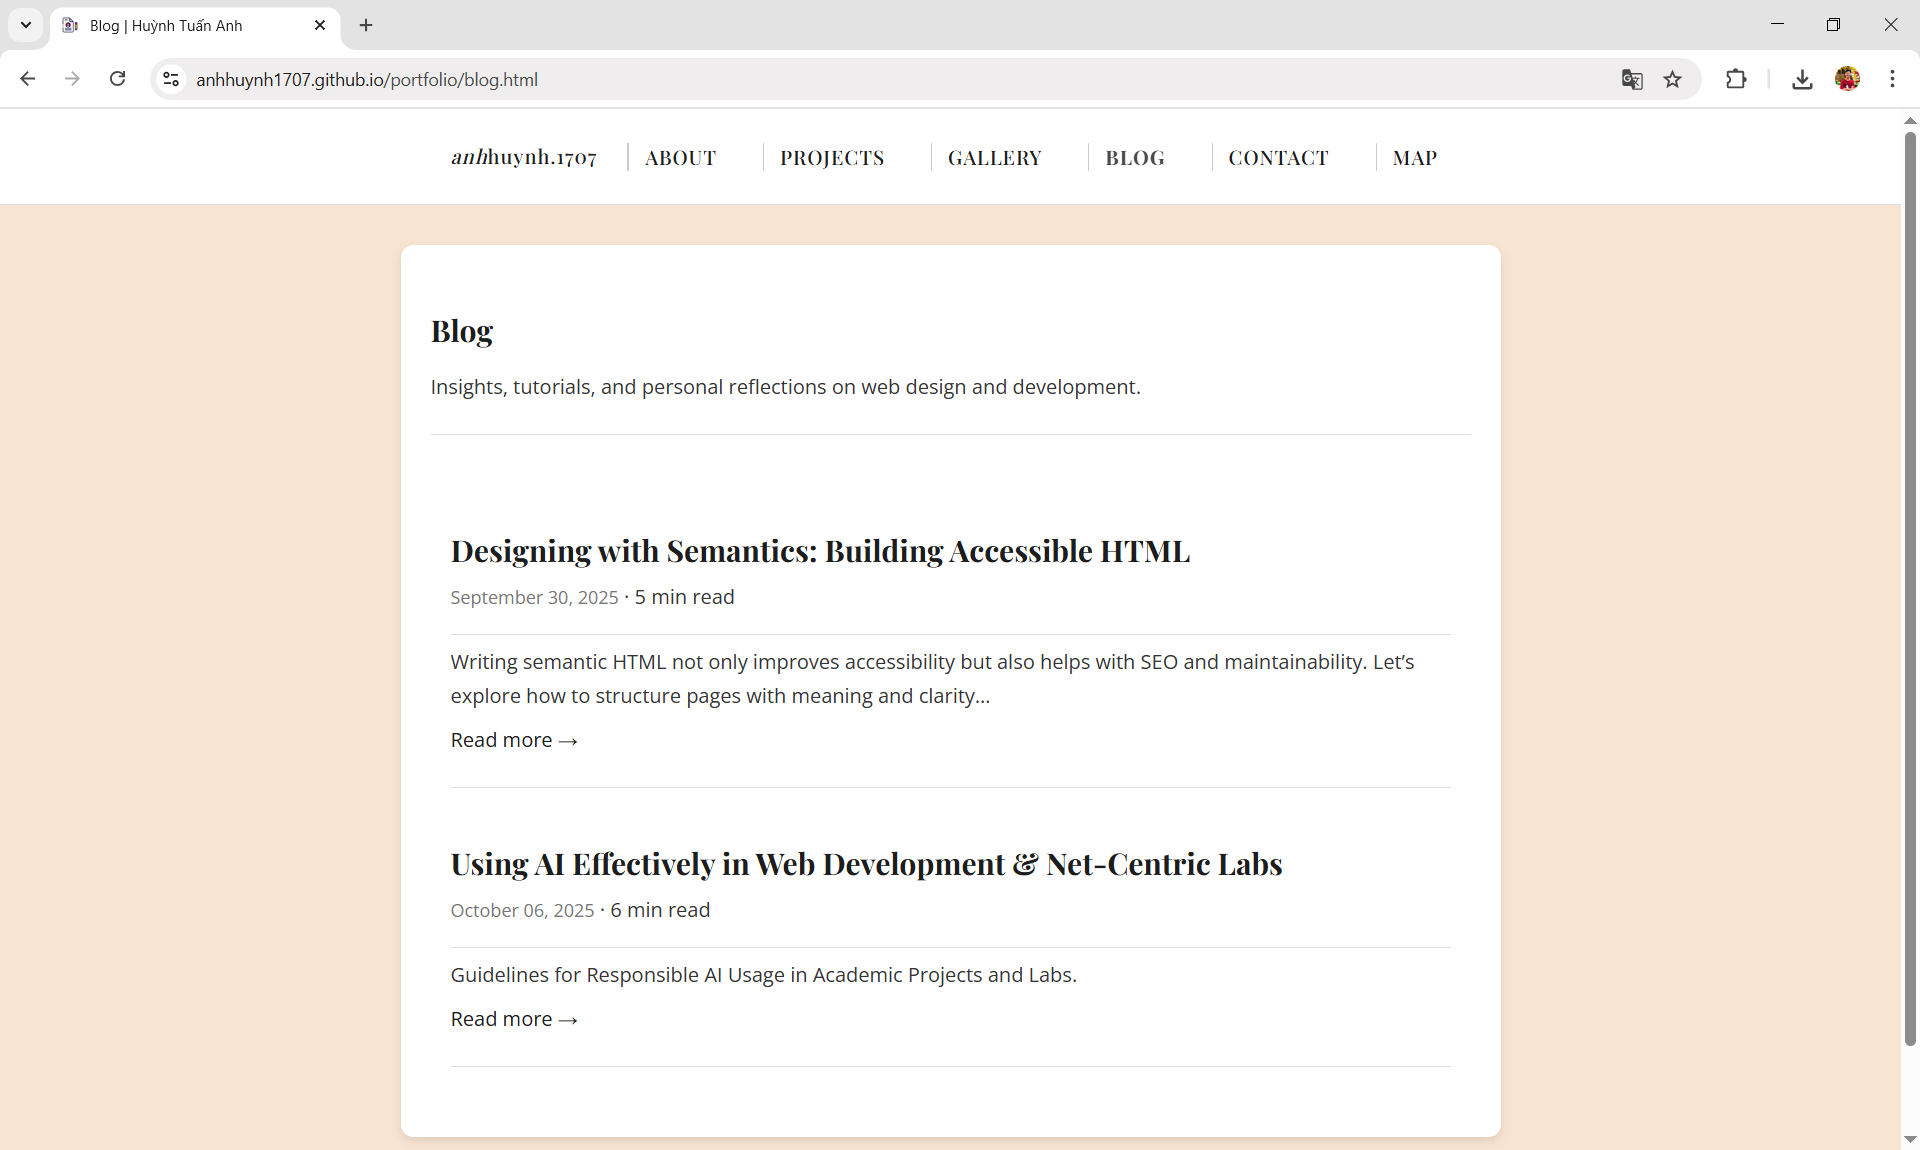 Blog | Huỳnh Tuấn Anh
anhhuynh1707.github.io/portfolio/blog.html
anhhuynh.1707
ABOUT
PROJECTS
GALLERY
BLOG
CONTACT
MAP
Blog
Insights, tutorials, and personal reflections on web design and development.
Designing with Semantics: Building Accessible HTML
September 30, 2025 · 5 min read
Writing semantic HTML not only improves accessibility but also helps with SEO and maintainability. Let’s
explore how to structure pages with meaning and clarity...
Read more →
Using AI Effectively in Web Development & Net-Centric Labs
October 06, 2025 · 6 min read
Guidelines for Responsible AI Usage in Academic Projects and Labs.
Read more →